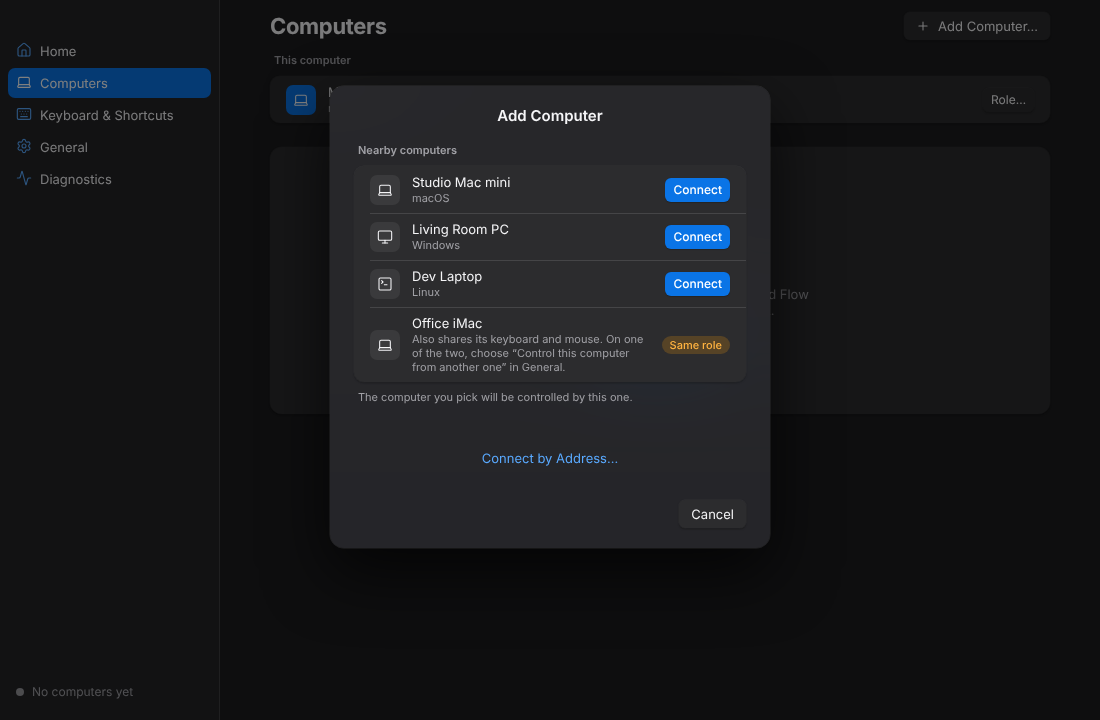 Computers
Add Computer...
Home
This computer
Computers
Role...
Keyboard & Shortcuts
General
Diagnostics
Add Computer
Nearby computers
Studio Mac mini
macOS
Connect
Living Room PC
Windows
Connect
Dev Laptop
Linux
Connect
Office iMac
Also shares its keyboard and mouse. On one
of the two, choose “Control this computer
from another one” in General.
Same role
The computer you pick will be controlled by this one.
Connect by Address...
Cancel
Flow
No computers yet